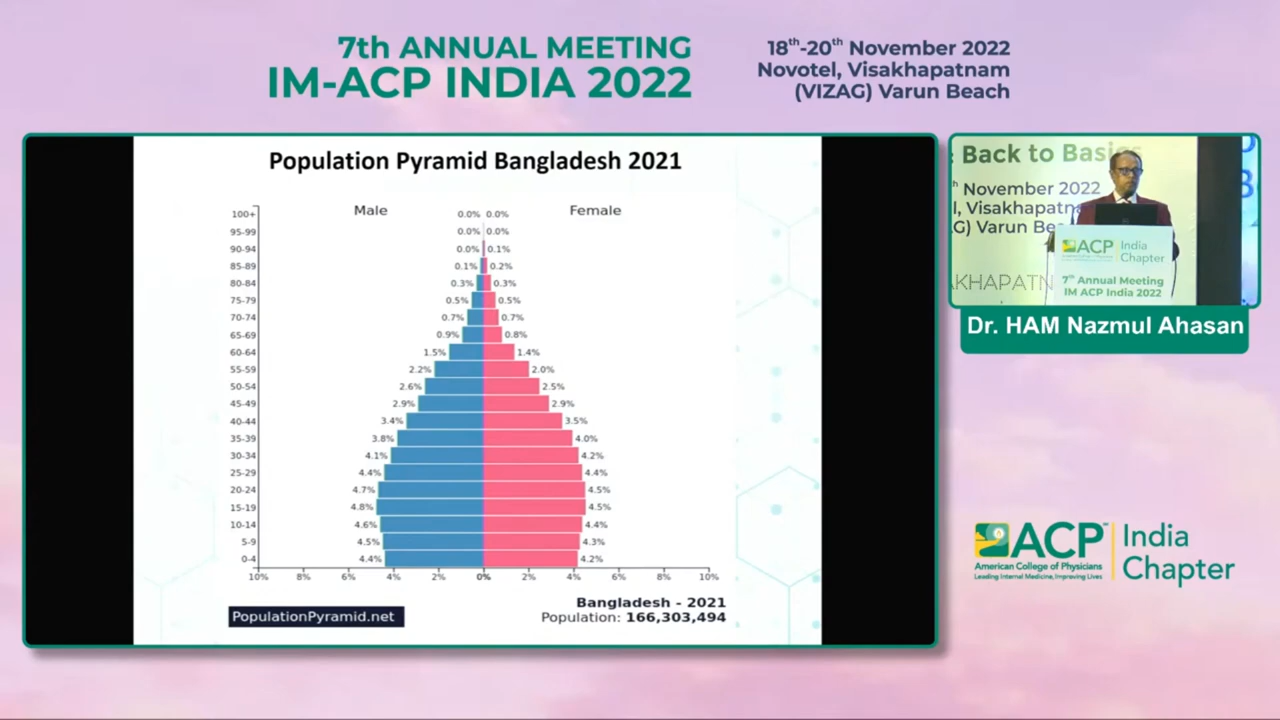 7th ANNUAL MEETING
IM-ACP INDIA 2022
18th-20th November 2022
Novotel, Visakhapatnam
(VIZAG) Varun Beach
Population Pyramid Bangladesh 2021
Male Female
100+ 0.0% 0.0%
95-99 0.0% 0.0%
90-94 0.0% 0.1%
85-89 0.1% 0.2%
80-84 0.3% 0.3%
75-79 0.5% 0.5%
70-74 0.7% 0.7%
65-69 0.9% 0.8%
60-64 1.5% 1.4%
55-59 2.2% 2.0%
50-54 2.6% 2.5%
45-49 2.9% 2.9%
40-44 3.4% 3.5%
35-39 3.8% 4.0%
30-34 4.1% 4.2%
25-29 4.4% 4.4%
20-24 4.7% 4.5%
15-19 4.8% 4.5%
10-14 4.6% 4.4%
5-9 4.5% 4.3%
0-4 4.4% 4.2%
10% 8% 6% 4% 2% 0% 2% 4% 6% 8% 10%
PopulationPyramid.net
Bangladesh - 2021
Population: 166,303,494
: Back to Basics
h November 2022
l, Visakhapatn
G) Varun Be
AKHAPATN
ACP India
Chapter
7th Annual Meeting
IM ACP India 2022
Dr. HAM Nazmul Ahasan
ACP™ India
American College of Physicians
Leading Internal Medicine, Improving Lives
Chapter